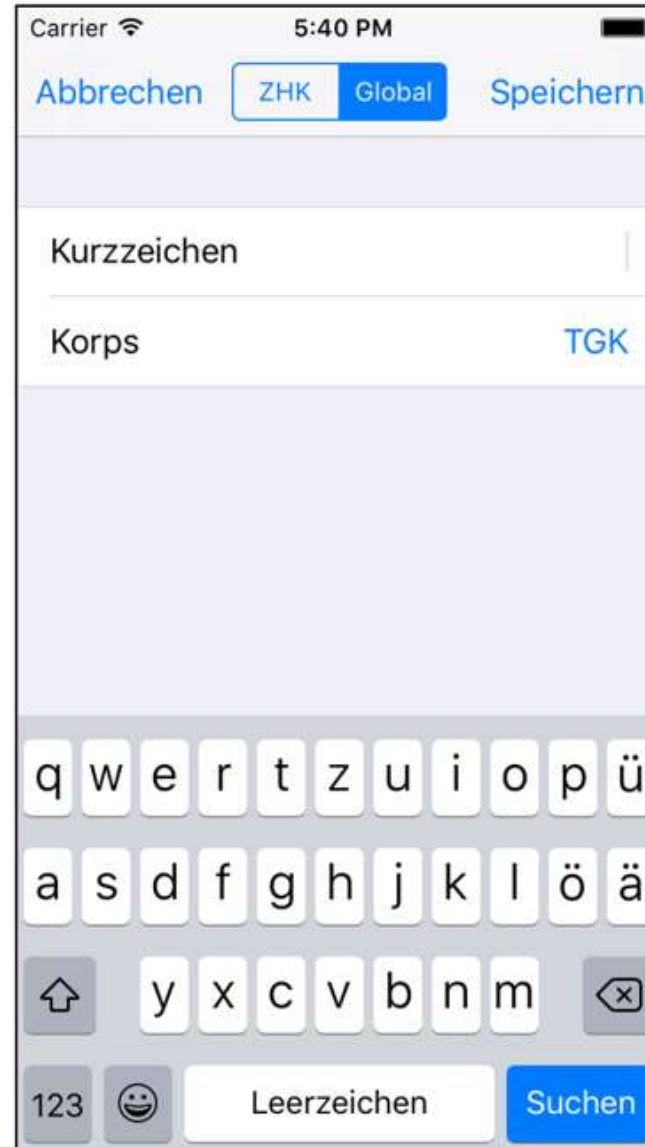 Carrier 5:40 PM
Abbrechen ZHK Global Speichern
Kurzzeichen
Korps TGK
q w e r t z u i o p ü
a s d f g h j k l ö ä
y x c v b n m
123 Leerzeichen Suchen